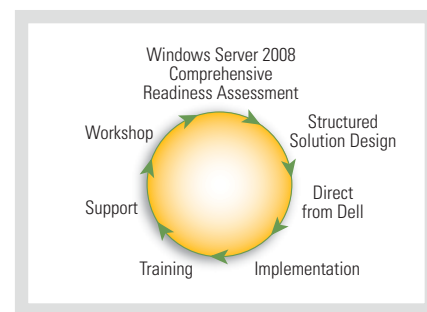 Windows Server 2008
Comprehensive
Readiness Assessment
Structured
Solution Design
Direct
from Dell
Implementation
Training
Support
Workshop